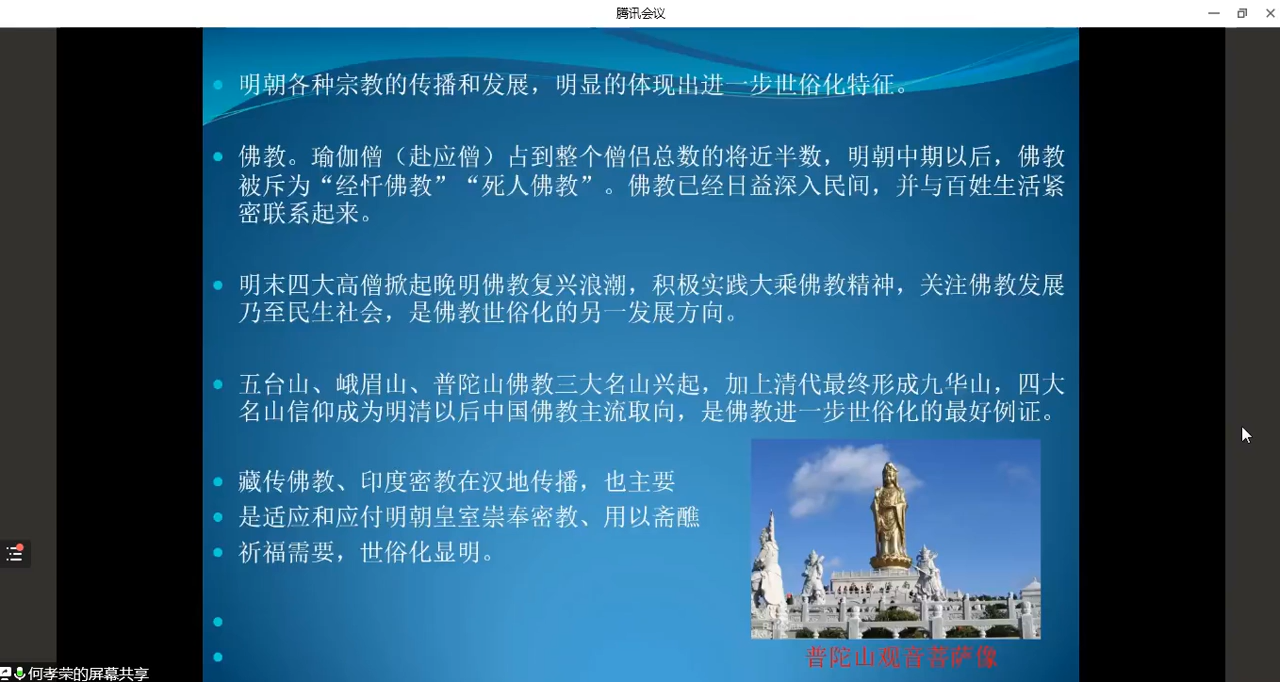 腾讯会议
明朝各种宗教的传播和发展，明显的体现出进一步世俗化特征。
佛教。瑜伽僧（赴应僧）占到整个僧侣总数的将近半数，明朝中期以后，佛教
被斥为“经忏佛教”“死人佛教”。佛教已经日益深入民间，并与百姓生活紧
密联系起来。
明末四大高僧掀起晚明佛教复兴浪潮，积极实践大乘佛教精神，关注佛教发展
乃至民生社会，是佛教世俗化的另一发展方向。
五台山、峨眉山、普陀山佛教三大名山兴起，加上清代最终形成九华山，四大
名山信仰成为明清以后中国佛教主流取向，是佛教进一步世俗化的最好例证。
藏传佛教、印度密教在汉地传播，也主要
是适应和应付明朝皇室崇奉密教、用以斋醮
祈福需要，世俗化显明。
普陀山观音菩萨像
何孝荣的屏幕共享